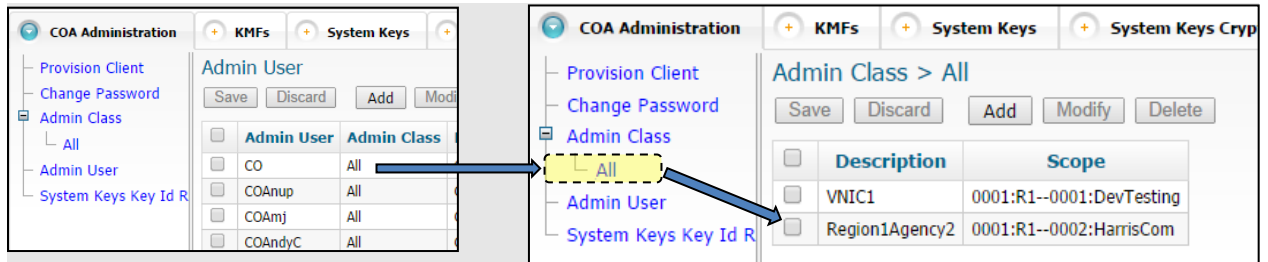 COA Administration
KMFs
System Keys
Provision Client
Change Password
Admin Class
All
Admin User
System Keys Key Id R
Admin User
Save Discard Add Modi
Admin User Admin Class
CO All
COAnup All
COAmj All
COAndyC All
COA Administration
KMFs
System Keys
System Keys Cryp
Provision Client
Change Password
Admin Class
All
Admin User
System Keys Key Id R
Admin Class > All
Save Discard Add Modify Delete
Description Scope
VNIC1 0001:R1--0001:DevTesting
Region1Agency2 0001:R1--0002:HarrisCom